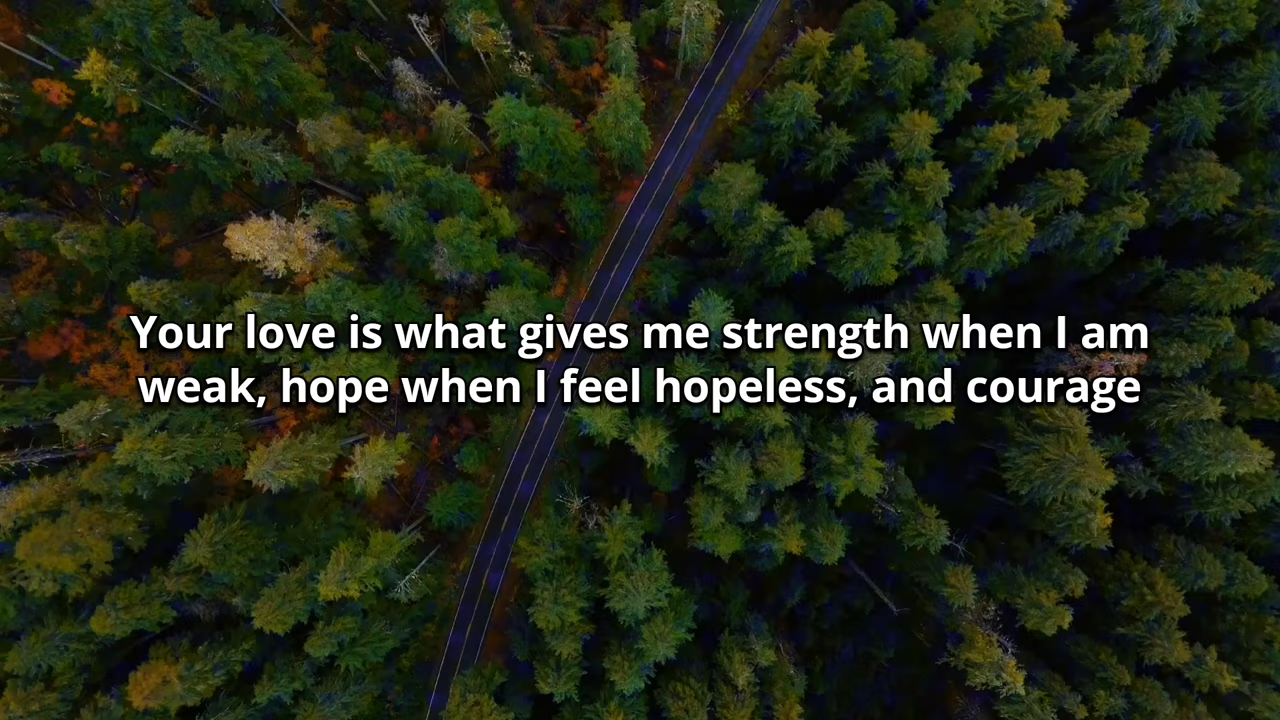 Your love is what gives me strength when I am
weak, hope when I feel hopeless, and courage